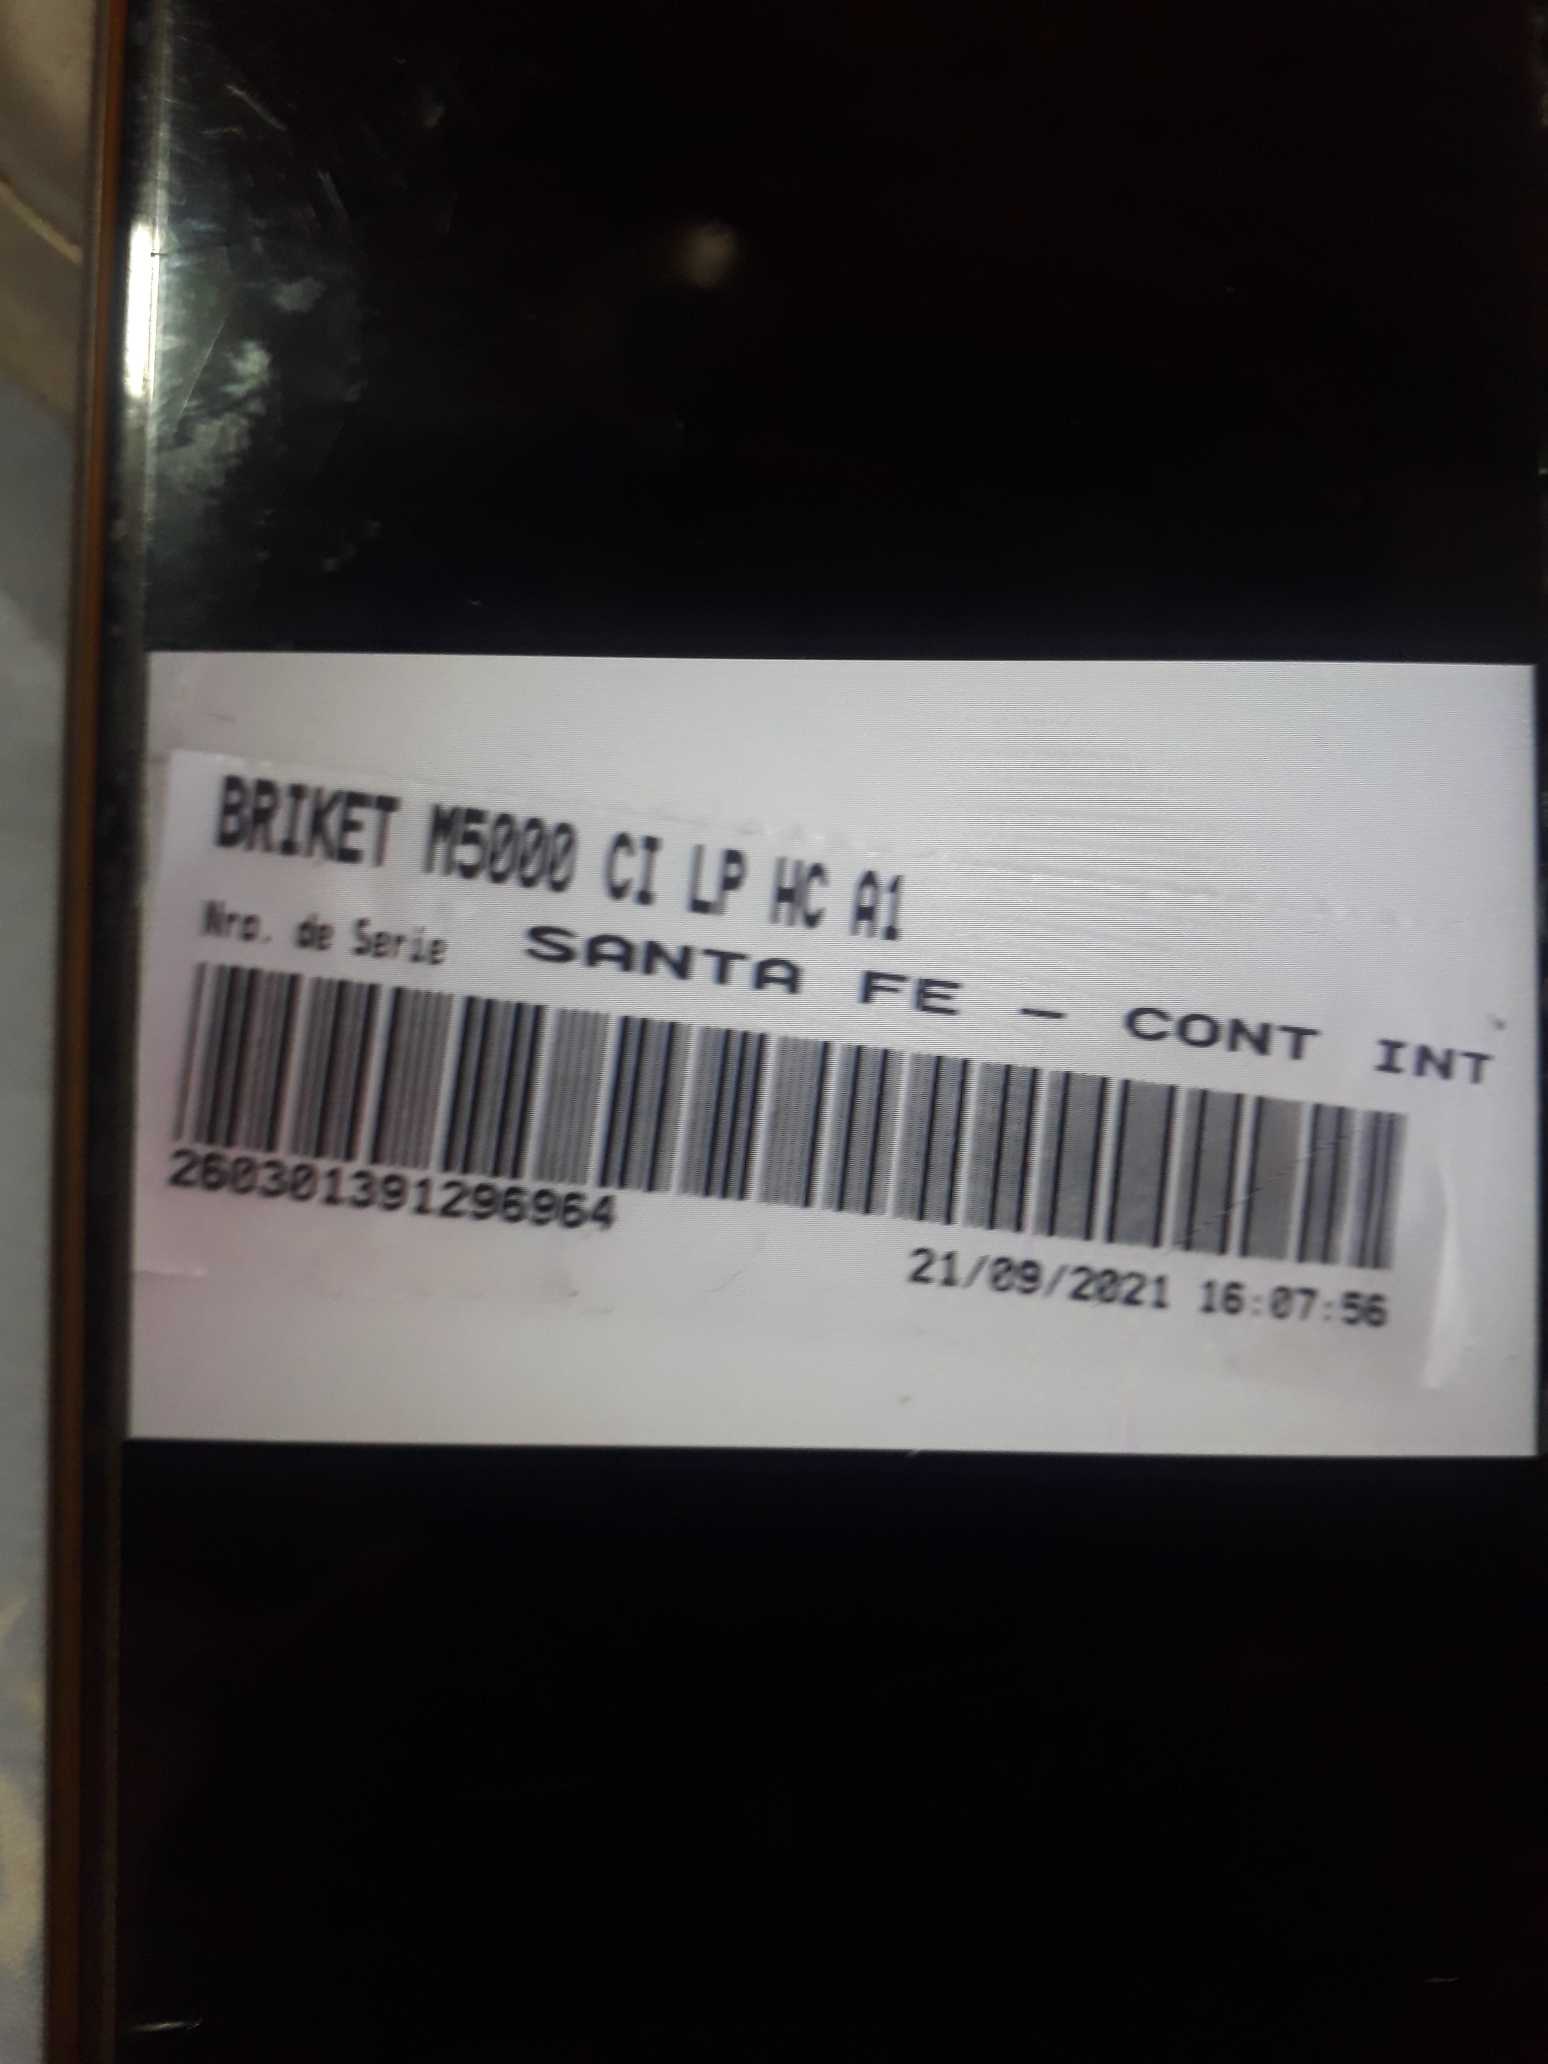 BRIKET M5000 CI LP HC A1
Nro. de Serie SANTA FE - CONT INT
260301391296964
21/09/2021 16:07:56